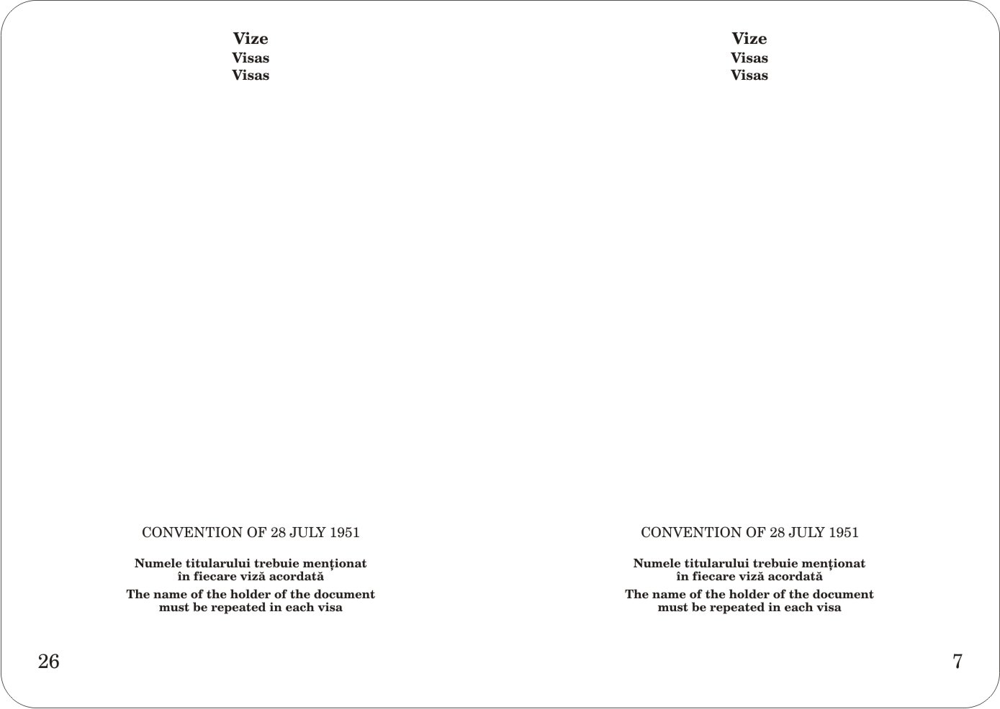 Vize
Visas
Visas
CONVENTION OF 28 JULY 1951
Numele titularului trebuie menționat
în fiecare viză acordată
The name of the holder of the document
must be repeated in each visa
26
Vize
Visas
Visas
CONVENTION OF 28 JULY 1951
Numele titularului trebuie menționat
în fiecare viză acordată
The name of the holder of the document
must be repeated in each visa
7